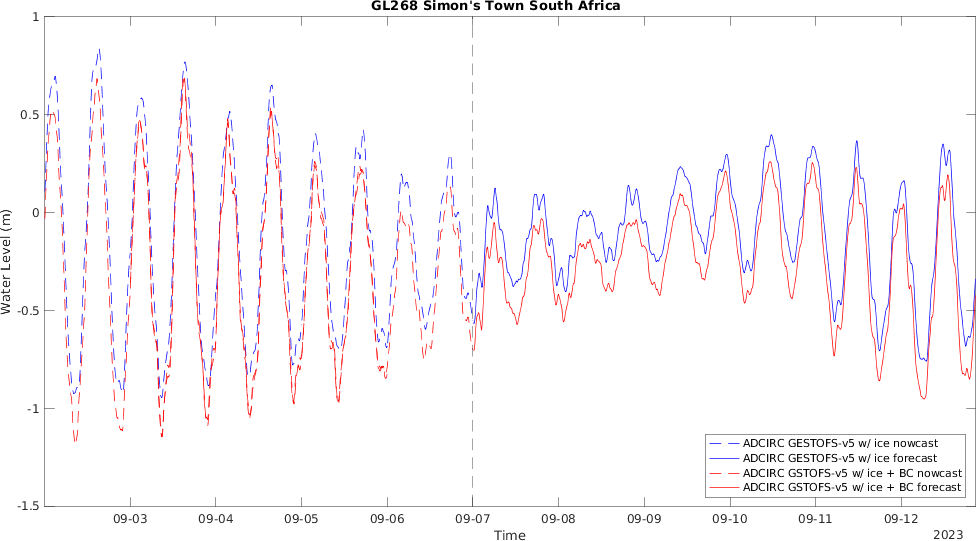 GL268 Simon's Town South Africa
1
0.5
0
-0.5
-1
-1.5
Water Level (m)
ADCIRC GESTOFS-v5 w/ ice nowcast
ADCIRC GESTOFS-v5 w/ ice forecast
ADCIRC GSTOFS-v5 w/ ice + BC nowcast
ADCIRC GSTOFS-v5 w/ ice + BC forecast
09-03 09-04 09-05 09-06 09-07 09-08 09-09 09-10 09-11 09-12
Time
2023